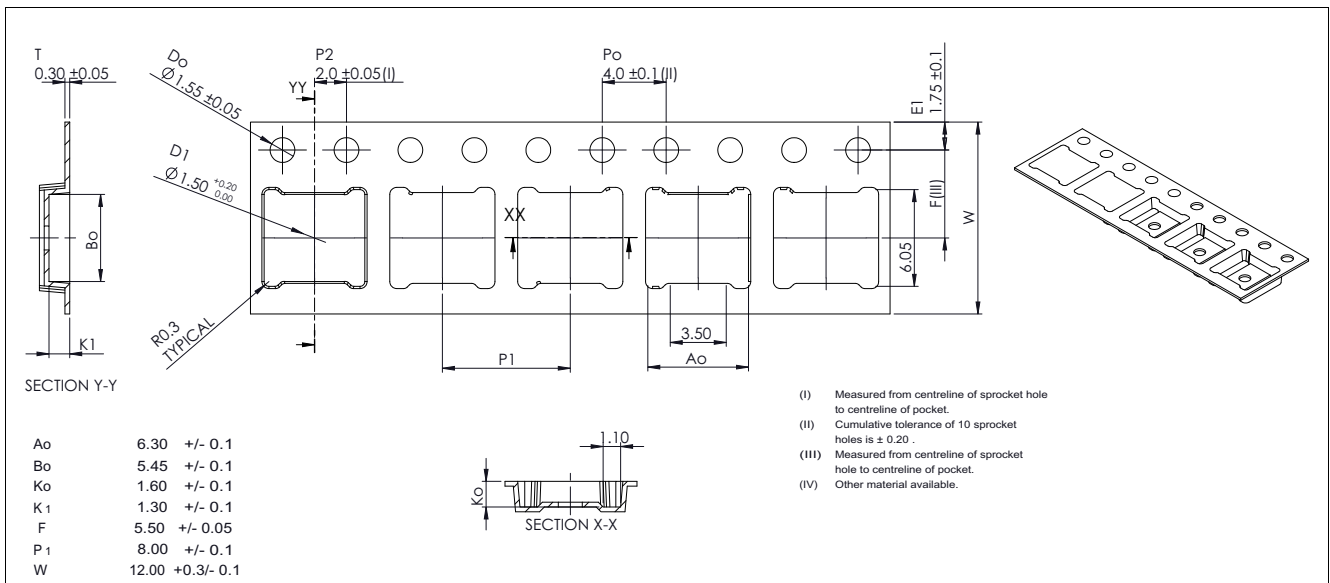 T
0.30 ±0.05
Do
Ø 1.55 ±0.05
P2
2.0 ±0.05(I)
YY
Po
4.0 ±0.1(II)
E1
1.75 ±0.1
D1
Ø 1.50 +0.20 0.00
XX
F(III)
W
Bo
6.05
K1
R0.3
TYPICAL
3.50
P1
Ao
SECTION Y-Y
(I) Measured from centreline of sprocket hole
to centreline of pocket.
(II) Cumulative tolerance of 10 sprocket
holes is ± 0.20 .
(III) Measured from centreline of sprocket
hole to centreline of pocket.
(IV) Other material available.
Ao 6.30 +/- 0.1
Bo 5.45 +/- 0.1
Ko 1.60 +/- 0.1
K1 1.30 +/- 0.1
F 5.50 +/- 0.05
P1 8.00 +/- 0.1
W 12.00 +0.3/- 0.1
1.10
Ko
SECTION X-X